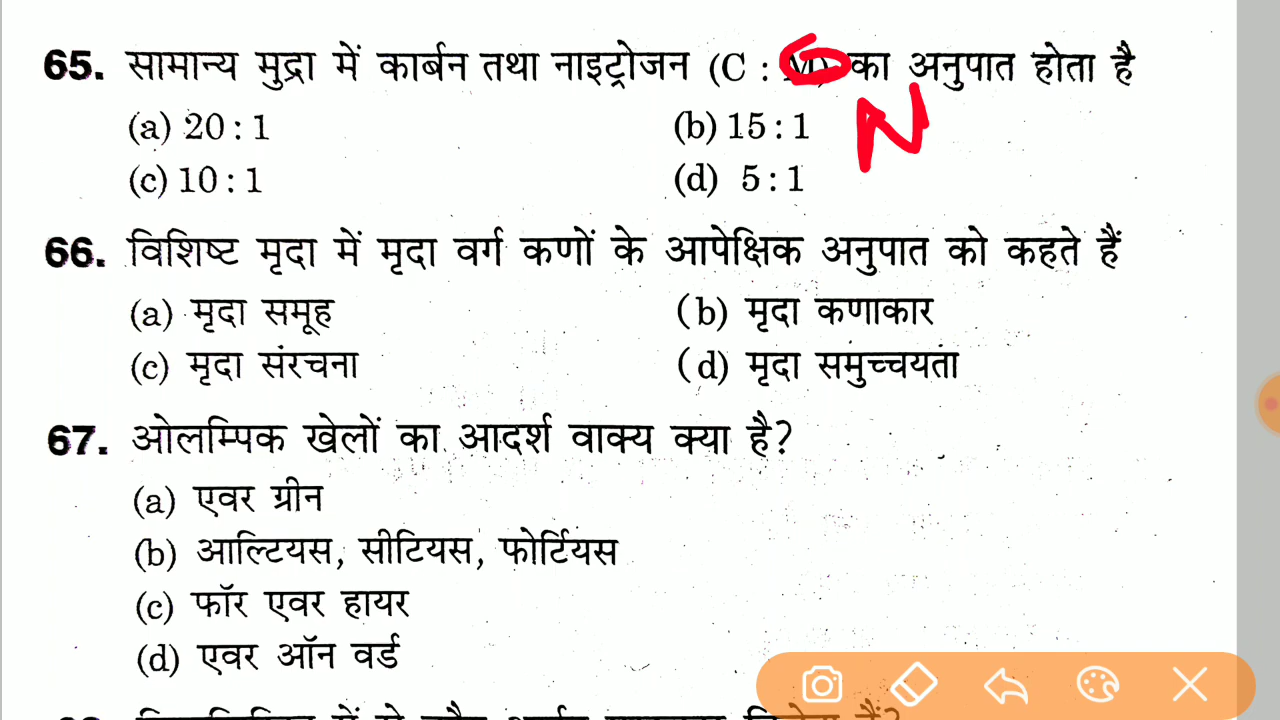 65. सामान्य मुद्रा में कार्बन तथा नाइट्रोजन (C : M) का अनुपात होता है
N
(a) 20 : 1 (b) 15 : 1
(c) 10 : 1 (d) 5 : 1
66. विशिष्ट मृदा में मृदा वर्ग कणों के आपेक्षिक अनुपात को कहते हैं
(a) मृदा समूह (b) मृदा कणाकार
(c) मृदा संरचना (d) मृदा समुच्चयता
67. ओलम्पिक खेलों का आदर्श वाक्य क्या है?
(a) एवर ग्रीन
(b) आल्टियस, सीटियस, फोर्टियस
(c) फॉर एवर हायर
(d) एवर ऑन वर्ड